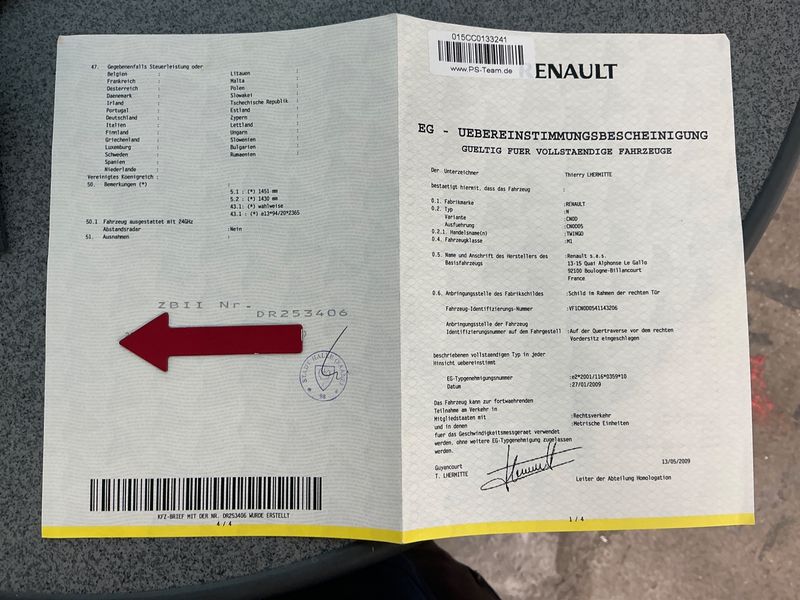 47. Gegebenenfalls Steuerleistung oder
Belgien : Litauen :
Frankreich : Malta :
Oesterreich : Polen :
Daenemark : Slowakei :
Irland : Tschechische Republik :
Portugal : Estland :
Deutschland : Zypern :
Italien : Lettland :
Finnland : Ungarn :
Griechenland : Slowenien :
Luxemburg : Bulgarien :
Schweden : Rumaenien :
Spanien :
Niederlande :
Vereinigtes Koenigreich :
50. Bemerkungen (*) :
5.1 : (*) 1451 mm
5.2 : (*) 1430 mm
43.1: (*) wahlweise
43.1 : (*) e13*94/20*2365
50.1 Fahrzeug ausgestattet mit 24GHz
Abstandsradar :Nein
51. Ausnahmen :
ZBII Nr.
DR253406
STADT HALLE (SAALE)
98
KFZ-BRIEF MIT DER NR. DR253406 WURDE ERSTELLT
4 / 4
015CC0133241
www.PS-Team.de
ENAULT
EG - UEBEREINSTIMMUNGSBESCHEINIGUNG
GUELTIG FUER VOLLSTAENDIGE FAHRZEUGE
Der Unterzeichner Thierry LHERMITTE
bestaetigt hiermit, dass das Fahrzeug :
0.1. Fabrikmarke :RENAULT
0.2. Typ :N
Variante :CNOD
Ausfuehrung :CNOD05
0.2.1. Handelsname(n) :TWINGO
0.4. Fahrzeugklasse :M1
0.5. Name und Anschrift des Herstellers des :Renault s.a.s.
Basisfahrzeugs 13-15 Quai Alphonse Le Gallo
92100 Boulogne-Billancourt
France
0.6. Anbringungsstelle des Fabrikschildes :Schild im Rahmen der rechten Tür
Fahrzeug-Identifizierungs-Nummer :VF1CN0D0541143206
Anbringungsstelle der Fahrzeug
Identifizierungsnummer auf dem Fahrgestell :Auf der Quertraverse vor dem rechten
Vordersitz eingeschlagen
beschriebenen vollstaendigen Typ in jeder
Hinsicht uebereinstimmt
EG-Typgenehmigungsnummer :e2*2001/116*0359*10
Datum :27/01/2009
Das Fahrzeug kann zur fortwaehrenden
Teilnahme am Verkehr in
Mitgliedstaaten mit :Rechtsverkehr
und in denen :Metrische Einheiten
fuer das Geschwindigkeitsmessgeraet verwendet
werden, ohne weitere EG-Typgenehmigung zugelassen
werden.
Guyancourt 13/05/2009
T. LHERMITTE Leiter der Abteilung Homologation
1 / 4